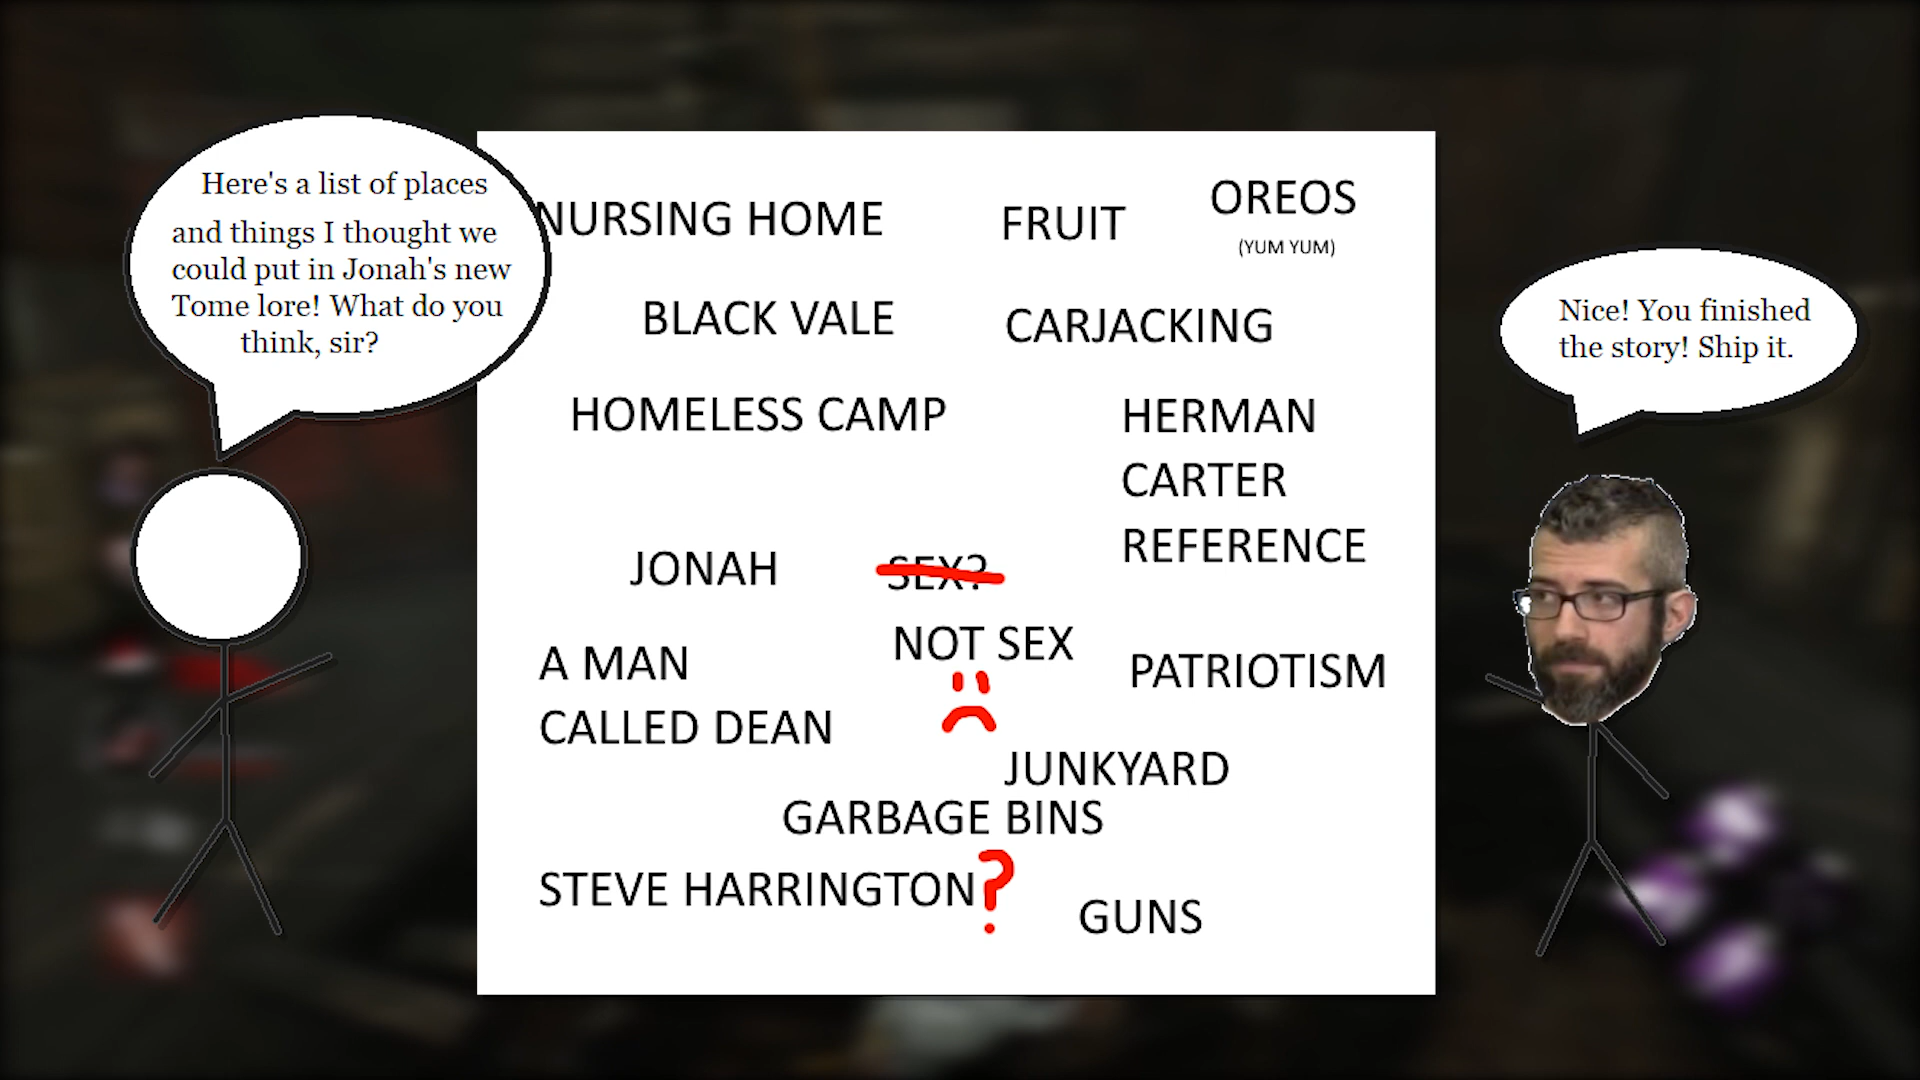 Here's a list of places
and things I thought we
could put in Jonah's new
Tome lore! What do you
think, sir?
NURSING HOME
FRUIT
OREOS
(YUM YUM)
BLACK VALE
CARJACKING
HOMELESS CAMP
HERMAN
CARTER
REFERENCE
JONAH
SEX?
NOT SEX
A MAN
CALLED DEAN
PATRIOTISM
JUNKYARD
GARBAGE BINS
STEVE HARRINGTON?
GUNS
Nice! You finished
the story! Ship it.